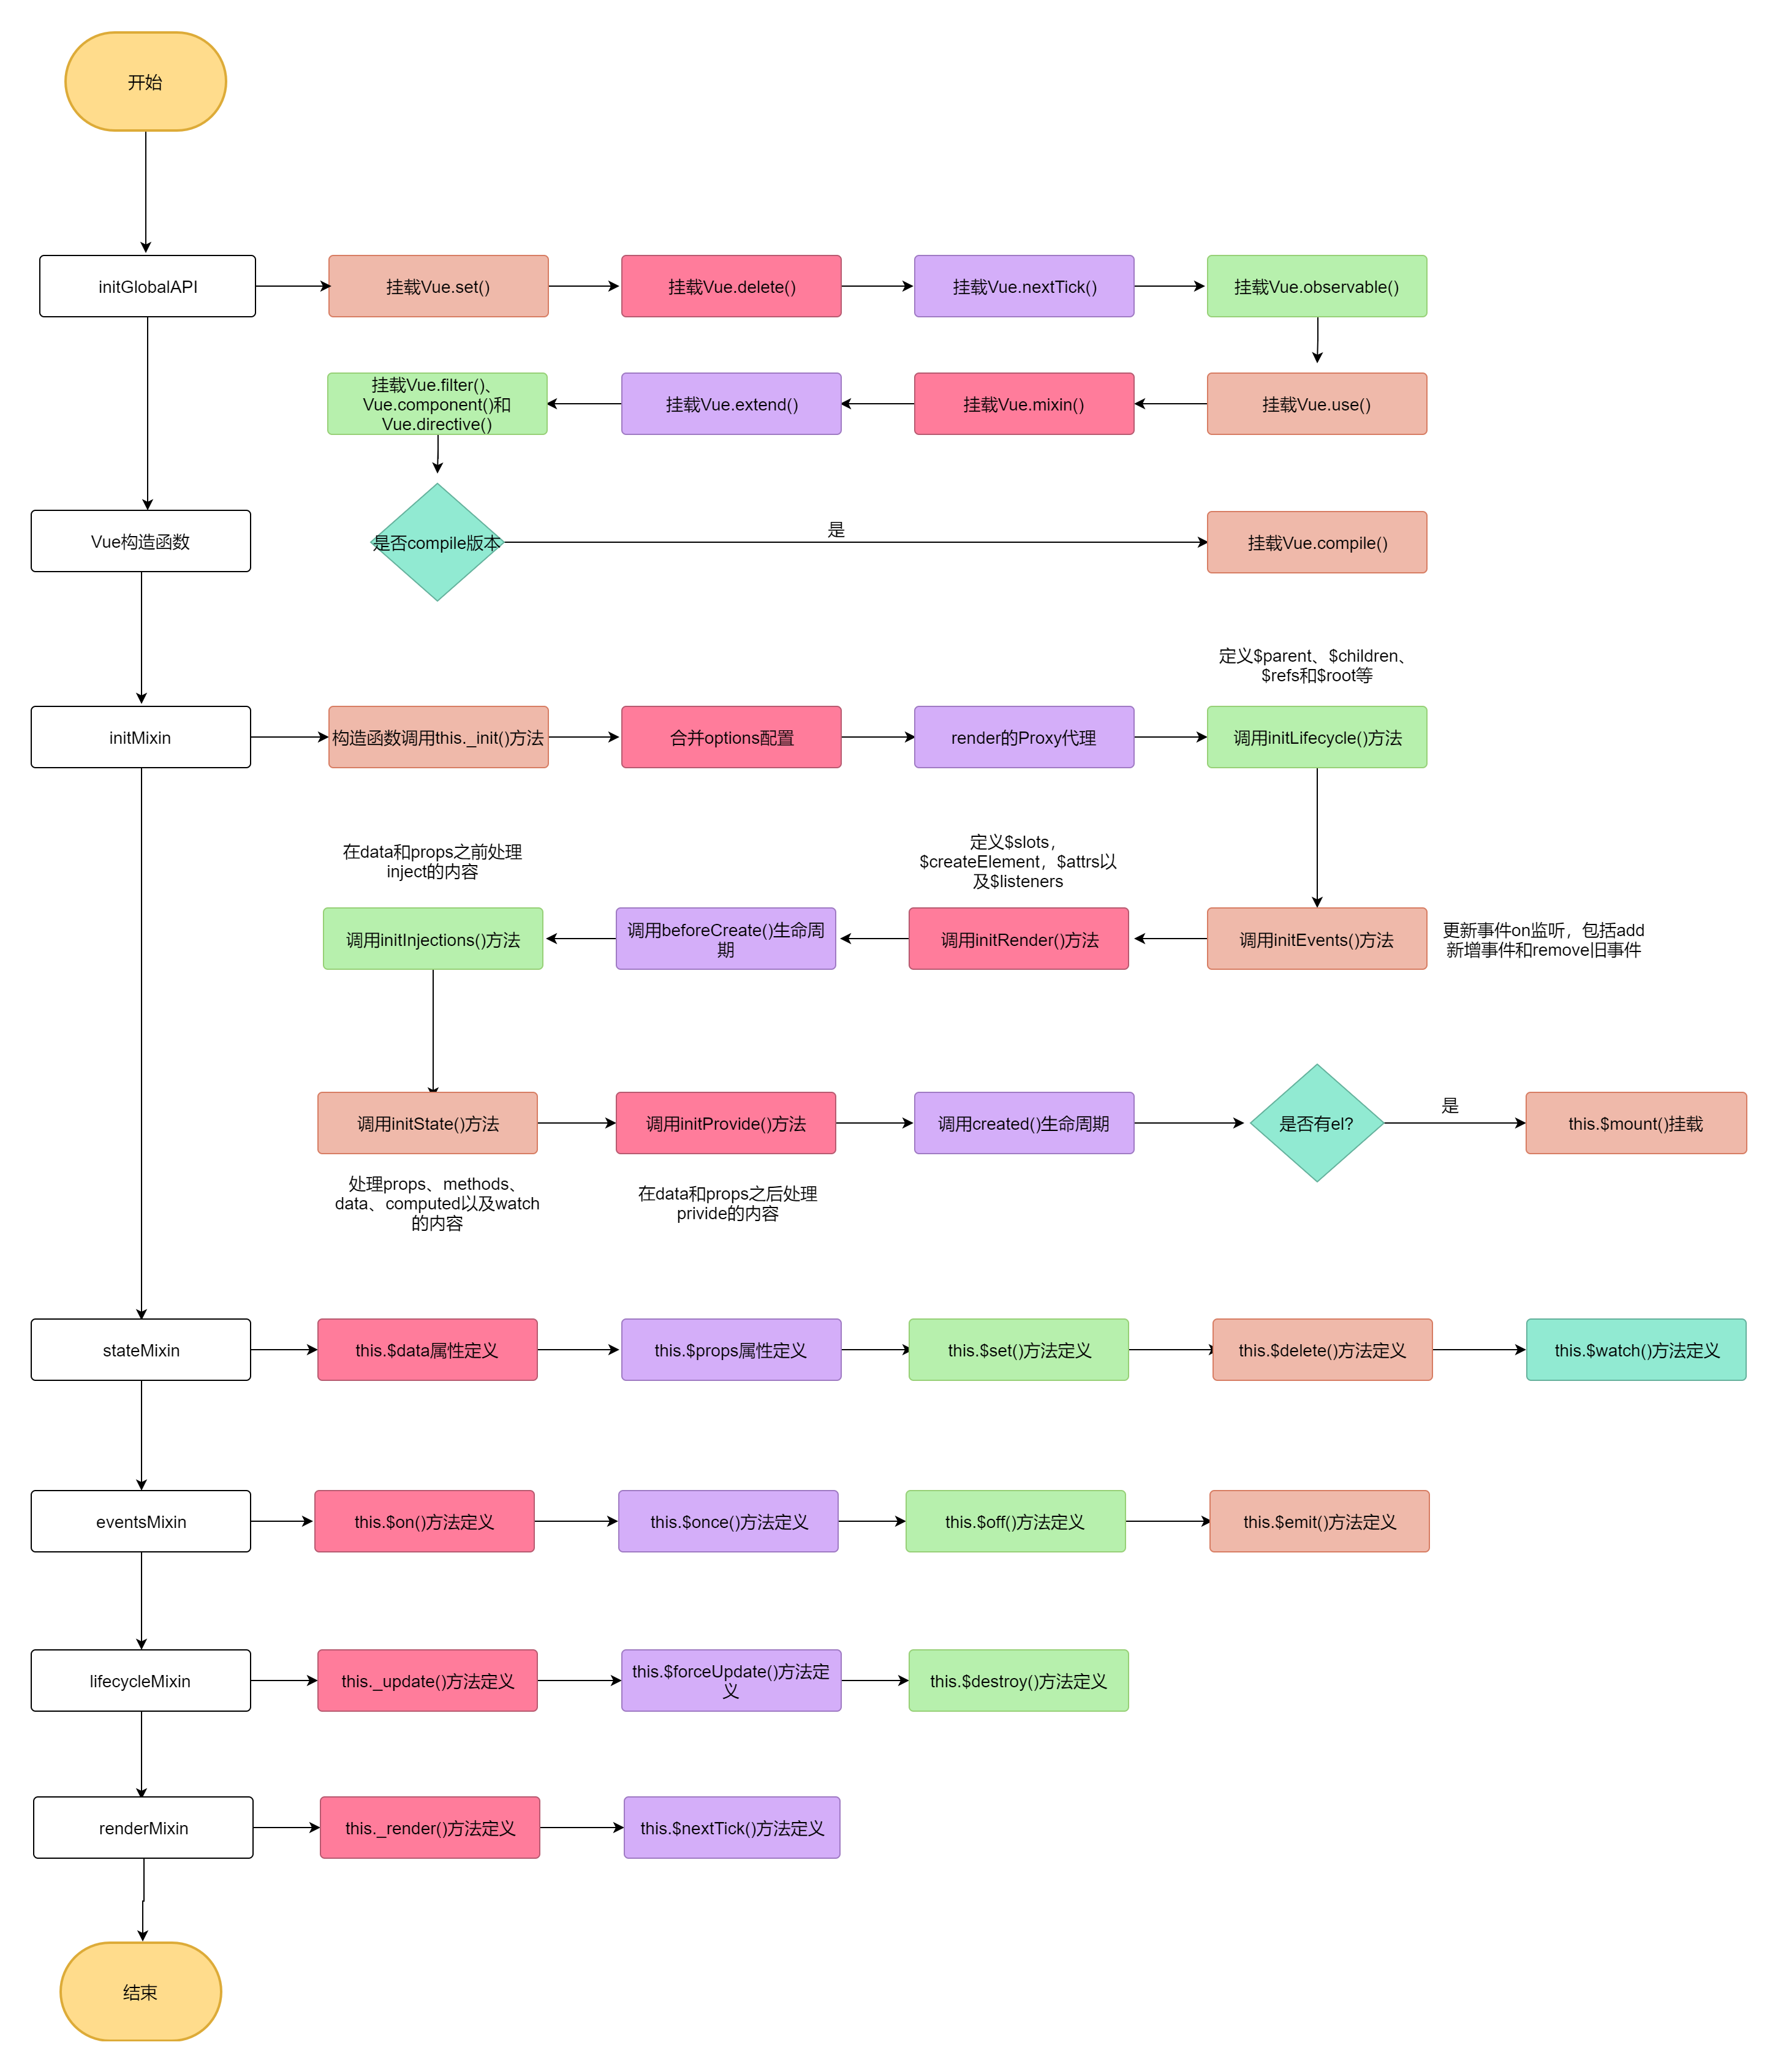 开始
initGlobalAPI
挂载Vue.set()
挂载Vue.delete()
挂载Vue.nextTick()
挂载Vue.observable()
挂载Vue.filter()、
Vue.component()和
Vue.directive()
挂载Vue.extend()
挂载Vue.mixin()
挂载Vue.use()
Vue构造函数
是否compile版本
是
挂载Vue.compile()
定义$parent、$children、
$refs和$root等
initMixin
构造函数调用this._init()方法
合并options配置
render的Proxy代理
调用initLifecycle()方法
在data和props之前处理
inject的内容
定义$slots，
$createElement，$attrs以
及$listeners
调用initInjections()方法
调用beforeCreate()生命周
期
调用initRender()方法
调用initEvents()方法
更新事件on监听，包括add
新增事件和remove旧事件
调用initState()方法
调用initProvide()方法
调用created()生命周期
是否有el?
是
this.$mount()挂载
处理props、methods、
data、computed以及watch
的内容
在data和props之后处理
privide的内容
stateMixin
this.$data属性定义
this.$props属性定义
this.$set()方法定义
this.$delete()方法定义
this.$watch()方法定义
eventsMixin
this.$on()方法定义
this.$once()方法定义
this.$off()方法定义
this.$emit()方法定义
lifecycleMixin
this._update()方法定义
this.$forceUpdate()方法定
义
this.$destroy()方法定义
renderMixin
this._render()方法定义
this.$nextTick()方法定义
结束